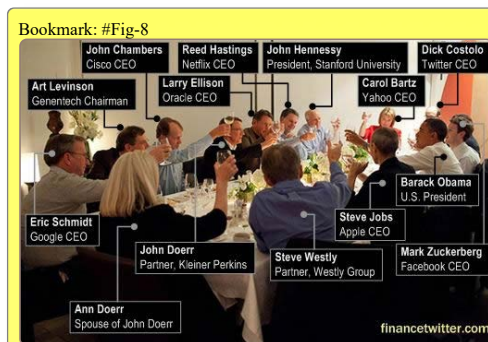 Bookmark: #Fig-8
John Chambers
Cisco CEO
Reed Hastings
Netflix CEO
John Hennessy
President, Stanford University
Dick Costolo
Twitter CEO
Art Levinson
Genentech Chairman
Larry Ellison
Oracle CEO
Carol Bartz
Yahoo CEO
Barack Obama
U.S. President
Eric Schmidt
Google CEO
Steve Jobs
Apple CEO
John Doerr
Partner, Kleiner Perkins
Steve Westly
Partner, Westly Group
Mark Zuckerberg
Facebook CEO
Ann Doerr
Spouse of John Doerr
financetwitter.com